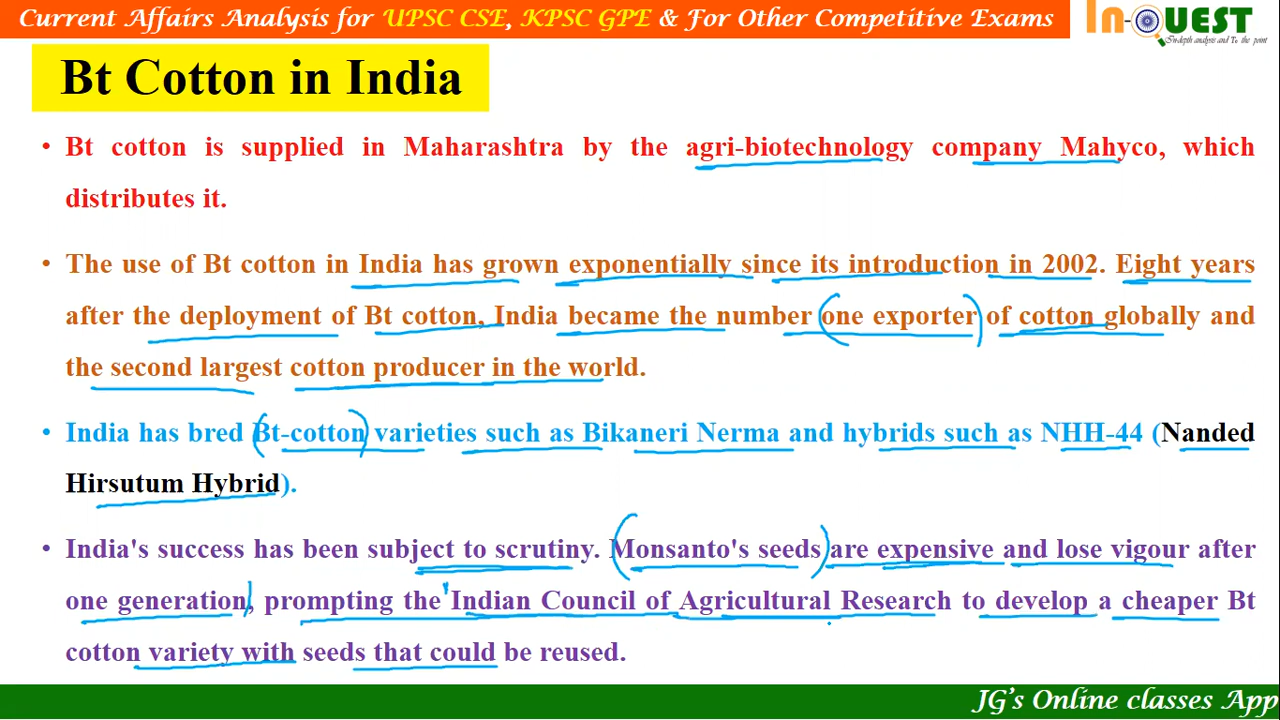 Current Affairs Analysis for UPSC CSE, KPSC GPE & For Other Competitive Exams
In-QUEST
In-depth analysis and To the point
Bt Cotton in India
• Bt cotton is supplied in Maharashtra by the agri-biotechnology company Mahyco, which
distributes it.
• The use of Bt cotton in India has grown exponentially since its introduction in 2002. Eight years
after the deployment of Bt cotton, India became the number one exporter of cotton globally and
the second largest cotton producer in the world.
• India has bred Bt-cotton varieties such as Bikaneri Nerma and hybrids such as NHH-44 (Nanded
Hirsutum Hybrid).
• India's success has been subject to scrutiny. Monsanto's seeds are expensive and lose vigour after
one generation, prompting the Indian Council of Agricultural Research to develop a cheaper Bt
cotton variety with seeds that could be reused.
JG's Online classes App